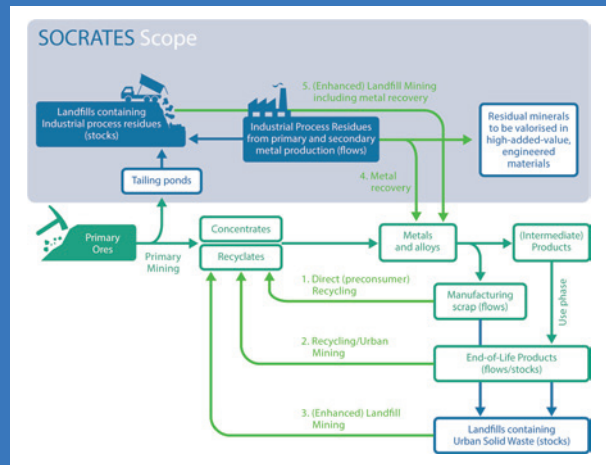 SOCRATES Scope
5. (Enhanced) Landfill Mining
including metal recovery
Landfills containing
Industrial process residues
(stocks)
Industrial Process Residues
from primary and secondary
metal production (flows)
Residual minerals
to be valorised in
high-added-value,
engineered
materials
Tailing ponds
4. Metal
recovery
Primary
Ores
Primary
Mining
Concentrates
Recyclates
Metals
and alloys
(Intermediate)
Products
1. Direct (preconsumer)
Recycling
Manufacturing
scrap (flows)
Use phase
2. Recycling/Urban
Mining
End-of-Life Products
(flows/stocks)
3. (Enhanced) Landfill
Mining
Landfills containing
Urban Solid Waste (stocks)